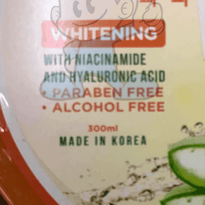 WHITENING
WITH NIACINAMIDE
AND HYALURONIC ACID
• PARABEN FREE
• ALCOHOL FREE
300ml
MADE IN KOREA